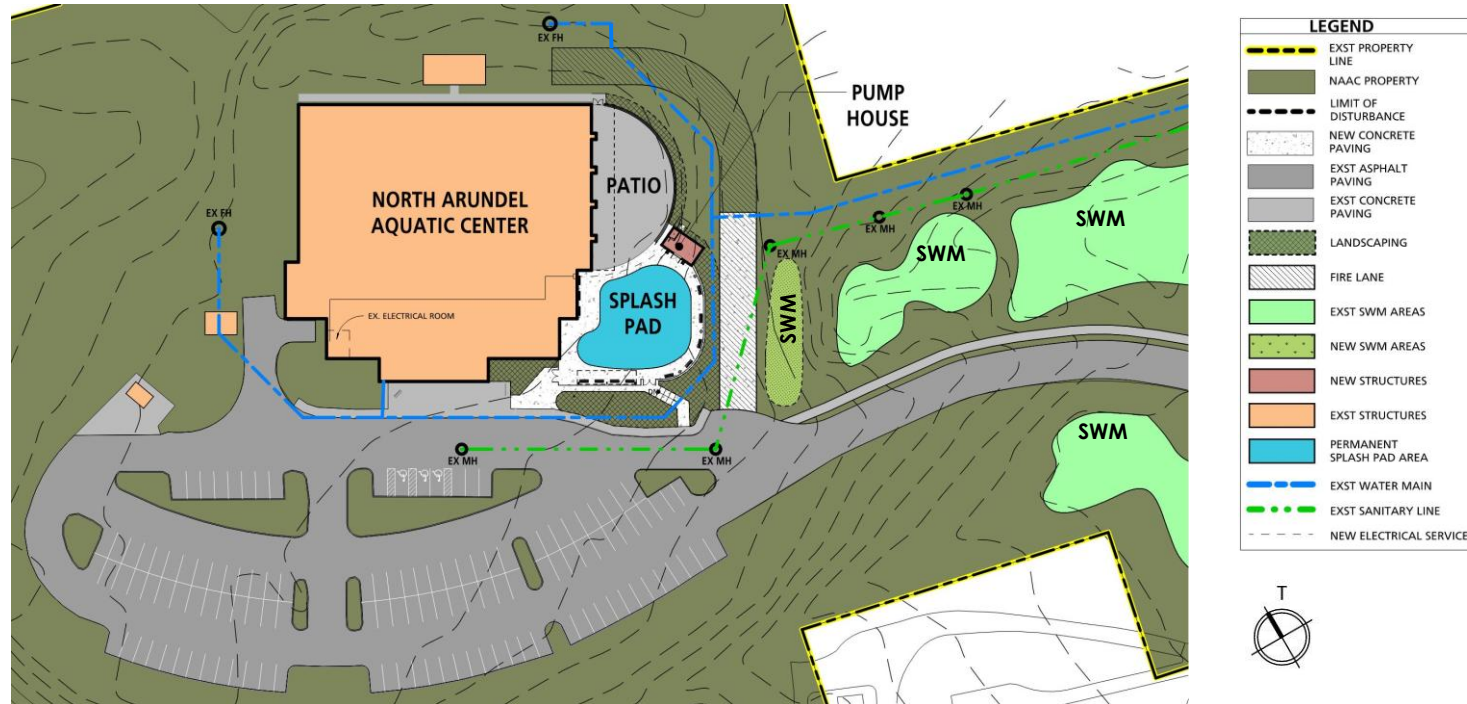 EX FH
PUMP
HOUSE
PATIO
NORTH ARUNDEL
AQUATIC CENTER
EX FH
EX MH
EX MH
EX MH
SWM
SWM
SWM
SPLASH
PAD
EX. ELECTRICAL ROOM
SWM
EX MH
EX MH
LEGEND
EXST PROPERTY
LINE
NAAC PROPERTY
LIMIT OF
DISTURBANCE
NEW CONCRETE
PAVING
EXST ASPHALT
PAVING
EXST CONCRETE
PAVING
LANDSCAPING
FIRE LANE
EXST SWM AREAS
NEW SWM AREAS
NEW STRUCTURES
EXST STRUCTURES
PERMANENT
SPLASH PAD AREA
EXST WATER MAIN
EXST SANITARY LINE
NEW ELECTRICAL SERVICE
T